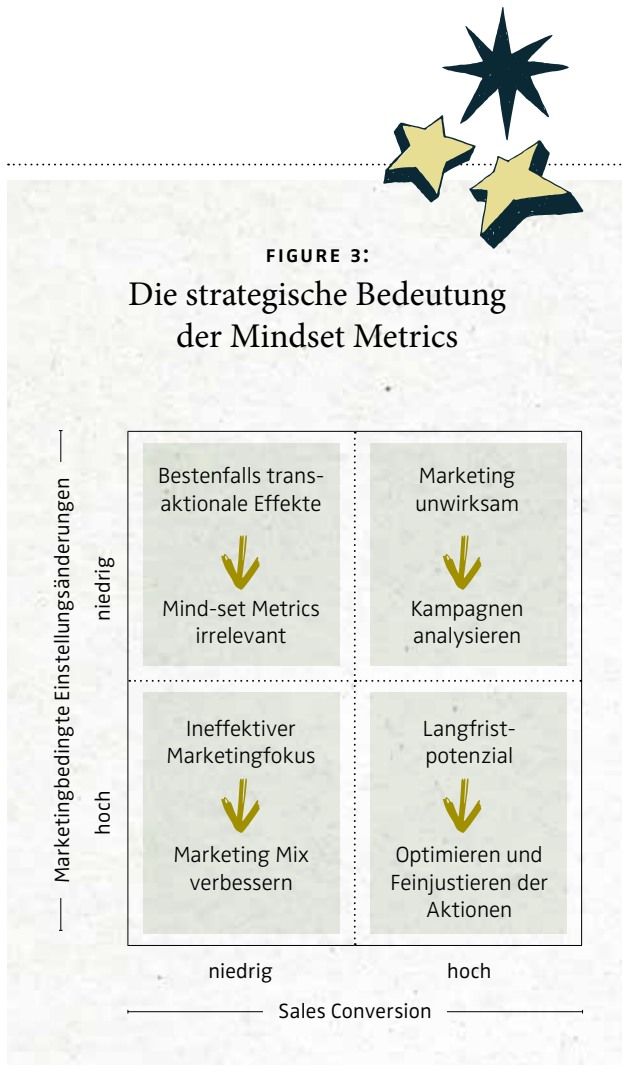 FIGURE 3:
Die strategische Bedeutung
der Mindset Metrics
Marketingbedingte Einstellungsänderungen
niedrig
Bestenfalls trans-
aktionale Effekte
Mind-set Metrics
irrelevant
Marketing
unwirksam
Kampagnen
analysieren
hoch
Ineffektiver
Marketingfokus
Marketing Mix
verbessern
Langfrist-
potenzial
Optimieren und
Feinjustieren der
Aktionen
niedrig
hoch
Sales Conversion